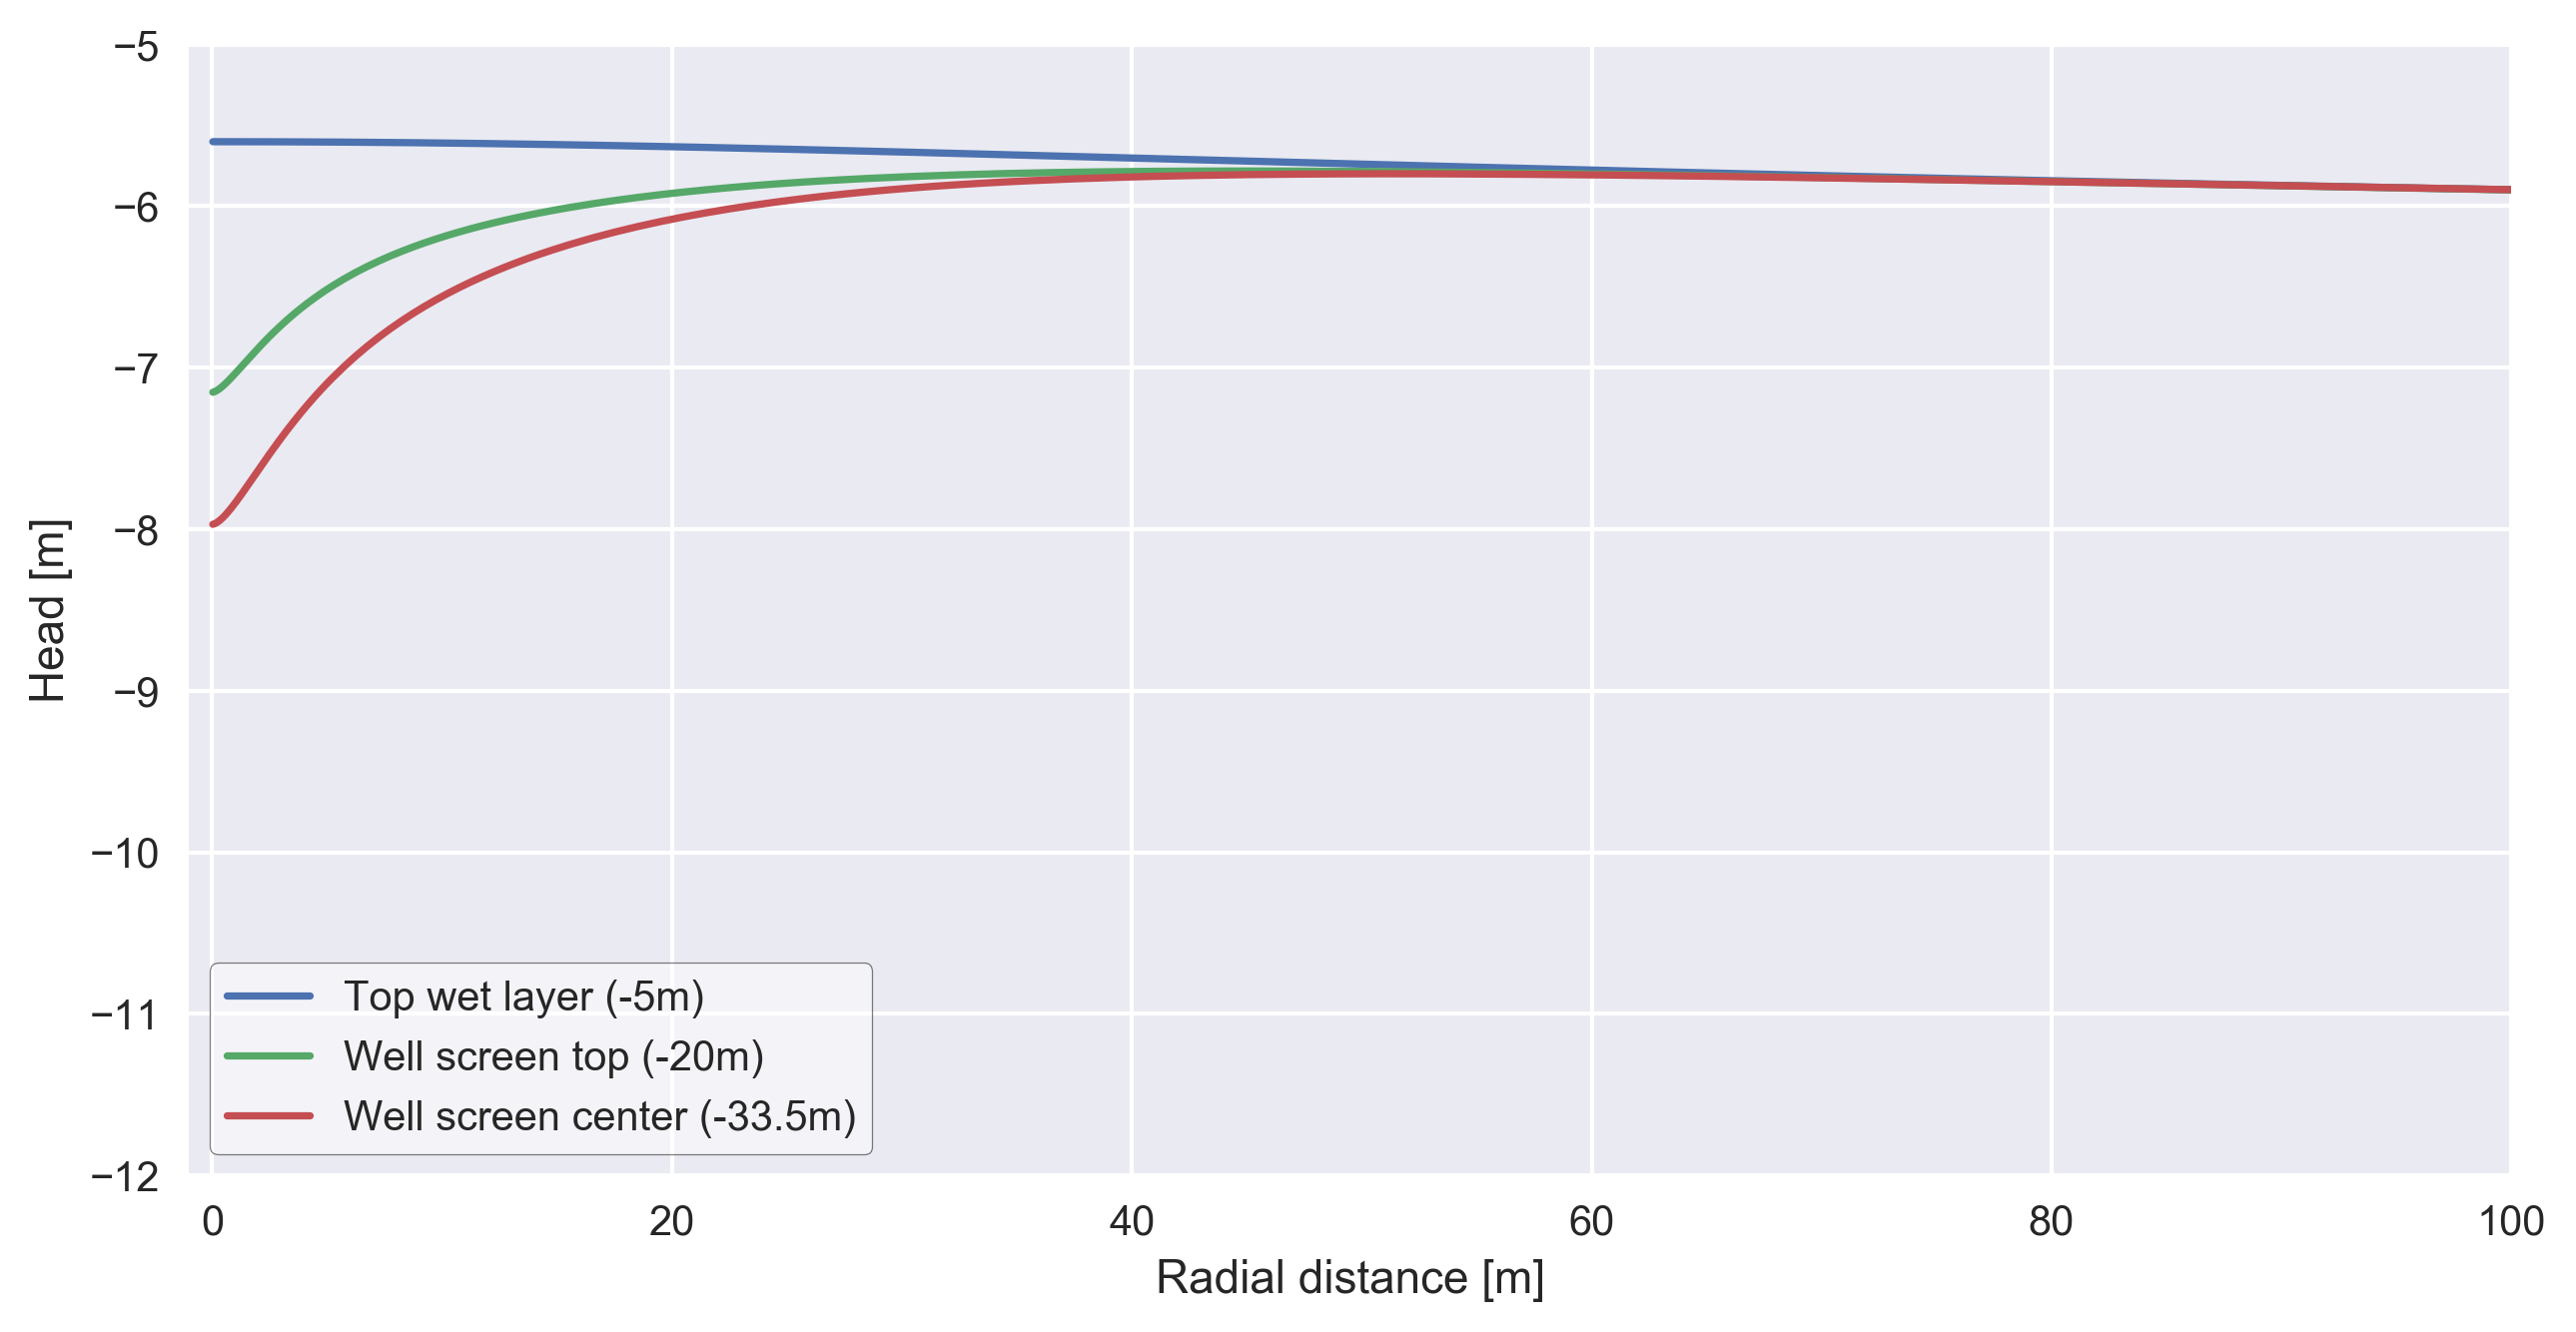 −5
−6
−7
−8
−9
−10
−11
−12
Head [m]
Top wet layer (-5m)
Well screen top (-20m)
Well screen center (-33.5m)
0 20 40 60 80 100
Radial distance [m]